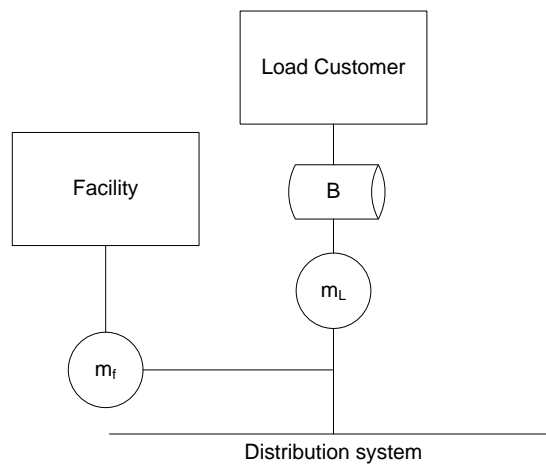 Load Customer
Facility
B
mL
mf
Distribution system